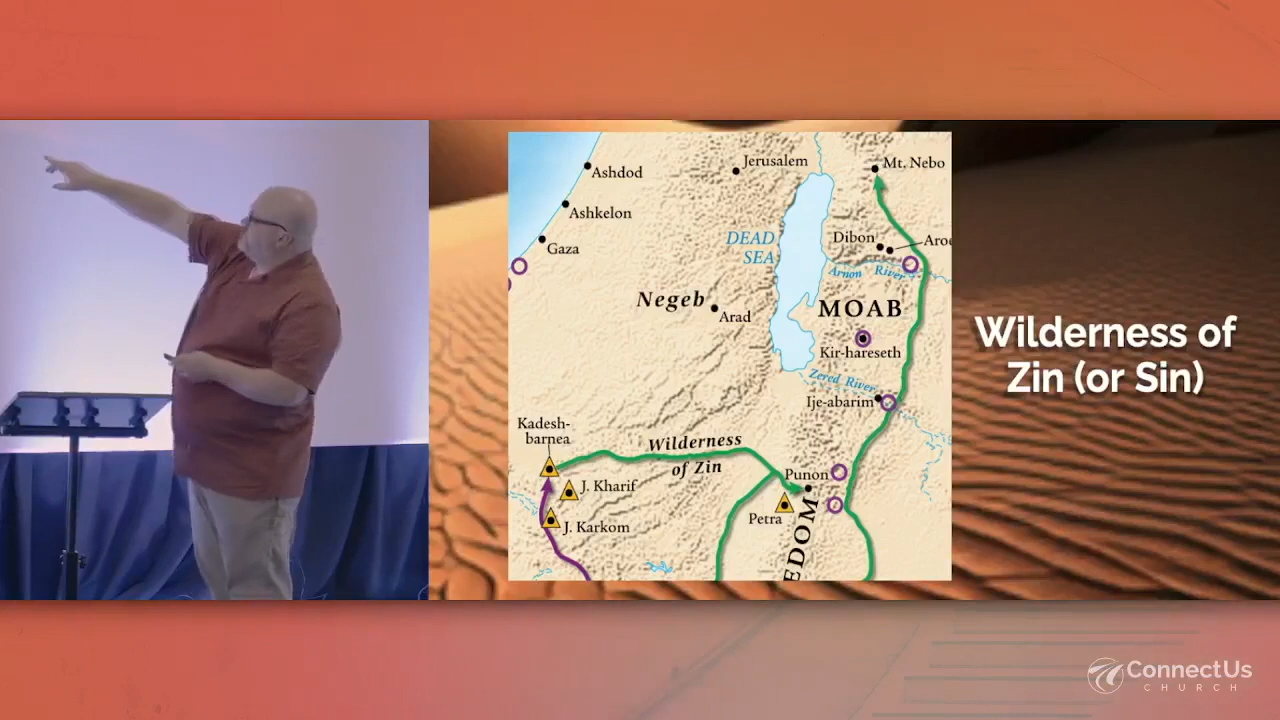 Ashdod
Jerusalem
Mt. Nebo
Ashkelon
Gaza
DEAD
SEA
Dibon
Aroe
Arnon River
Negeb
Arad
MOAB
Kir-hareseth
Zered River
Ije-abarim
Kadesh-
barnea
Wilderness
of Zin
J. Kharif
J. Karkom
Punon
Petra
EDOM
Wilderness of
Zin (or Sin)
ConnectUs
CHURCH